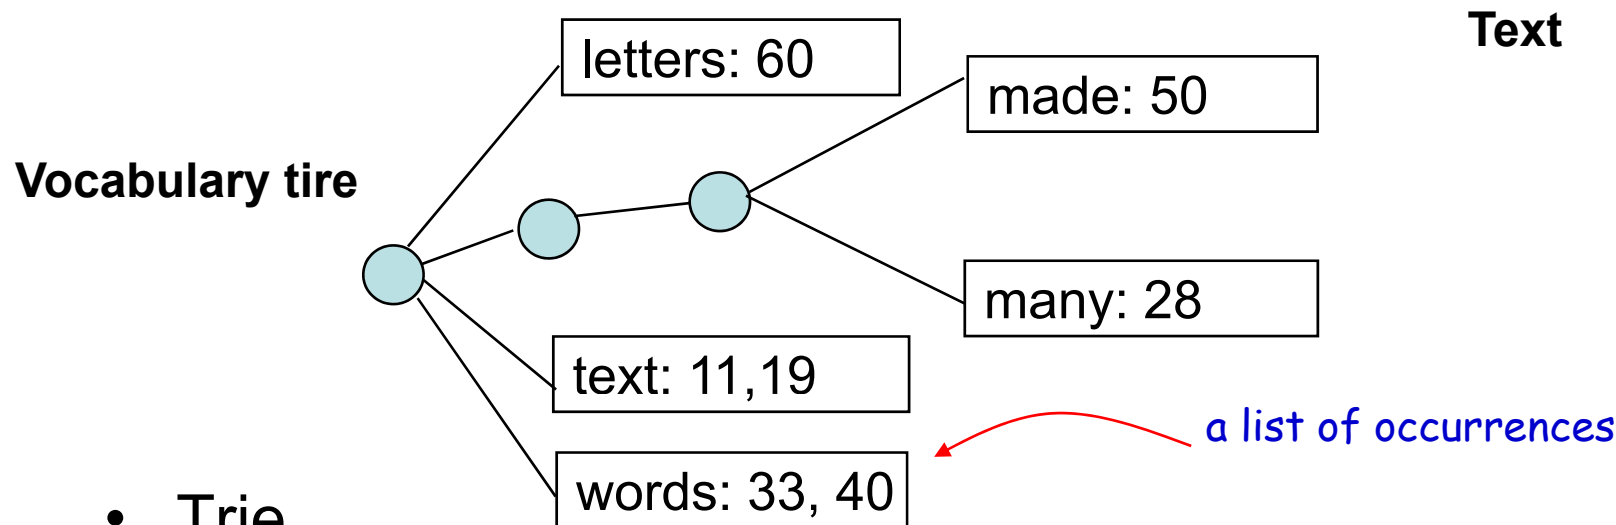 Text
letters: 60
made: 50
Vocabulary tire
many: 28
text: 11,19
a list of occurrences
words: 33, 40
• Trie